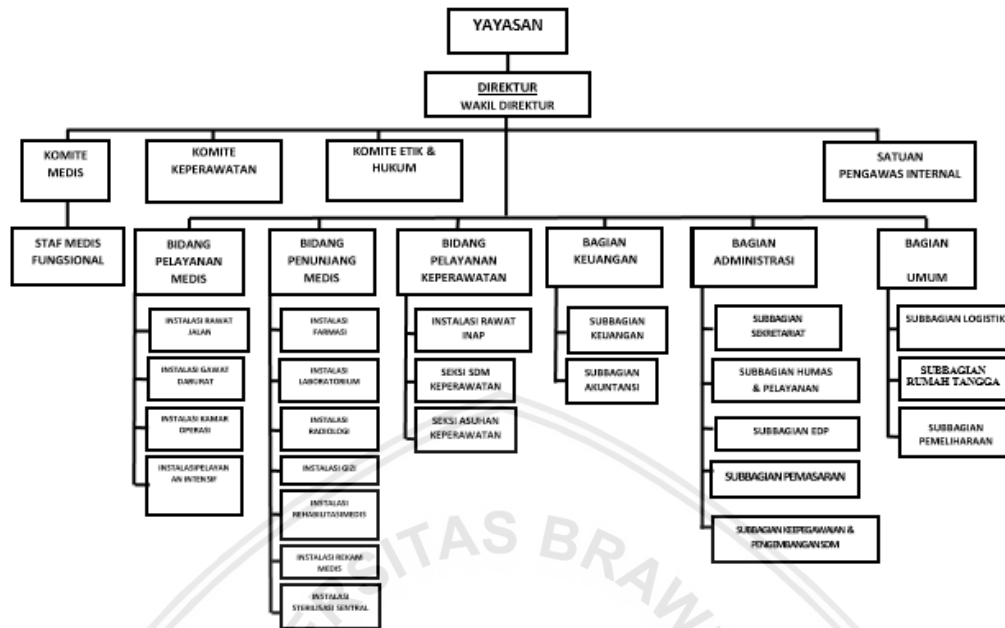 YAYASAN
DIREKTUR
WAKIL DIREKTUR
KOMITE
MEDIS
KOMITE
KEPERAWATAN
KOMITE ETIK &
HUKUM
SATUAN
PENGAWAS INTERNAL
STAF MEDIS
FUNGSIONAL
BIDANG
PELAYANAN
MEDIS
BIDANG
PENUNJANG
MEDIS
BIDANG
PELAYANAN
KEPERAWATAN
BAGIAN
KEUANGAN
BAGIAN
ADMINISTRASI
BAGIAN
UMUM
INSTALASI RAWAT
JALAN
INSTALASI GAWAT
DARURAT
INSTALASI KAMAR
OPERASI
INSTALASIPELAYAN
AN INTENSIF
INSTALASI
FARMASI
INSTALASI
LABORATORIUM
INSTALASI
RADIOLOGI
INSTALASI GIZI
INSTALASI
REHABILITASIMEDIS
INSTALASI REKAM
MEDIS
INSTALASI
STERILISASI SENTRAL
INSTALASI RAWAT
INAP
SEKSI SDM
KEPERAWATAN
SEKSI ASUHAN
KEPERAWATAN
SUBBAGIAN
KEUANGAN
SUBBAGIAN
AKUNTANSI
SUBBAGIAN
SEKRETARIAT
SUBBAGIAN HUMAS
& PELAYANAN
SUBBAGIAN EDP
SUBBAGIAN PEMASARAN
SUBBAGIAN KEEPEGAWAIAN &
PENGEMBANGAN SDM
SUBBAGIAN LOGISTIK
SUBBAGIAN
RUMAH TANGGA
SUBBAGIAN
PEMELIHARAAN
ERSITAS BRAW